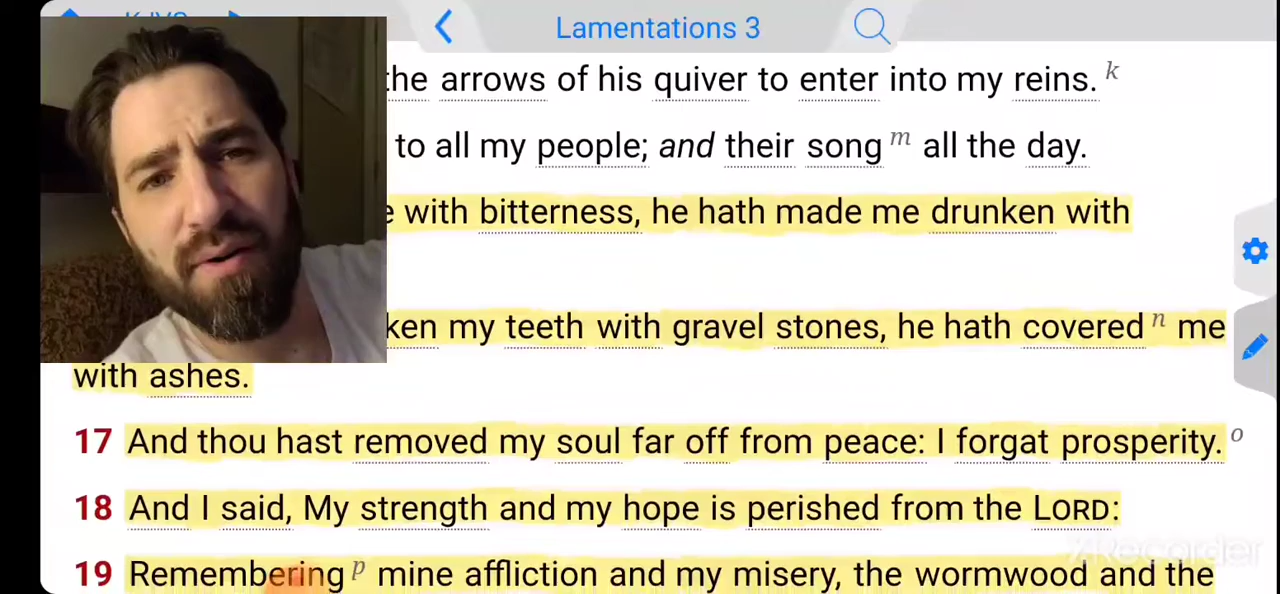 Lamentations 3
the arrows of his quiver to enter into my reins. k
to all my people; and their song m all the day.
with bitterness, he hath made me drunken with
ken my teeth with gravel stones, he hath covered n me
with ashes.
17 And thou hast removed my soul far off from peace: I forgat prosperity. o
18 And I said, My strength and my hope is perished from the LORD:
19 Remembering p mine affliction and my misery, the wormwood and the